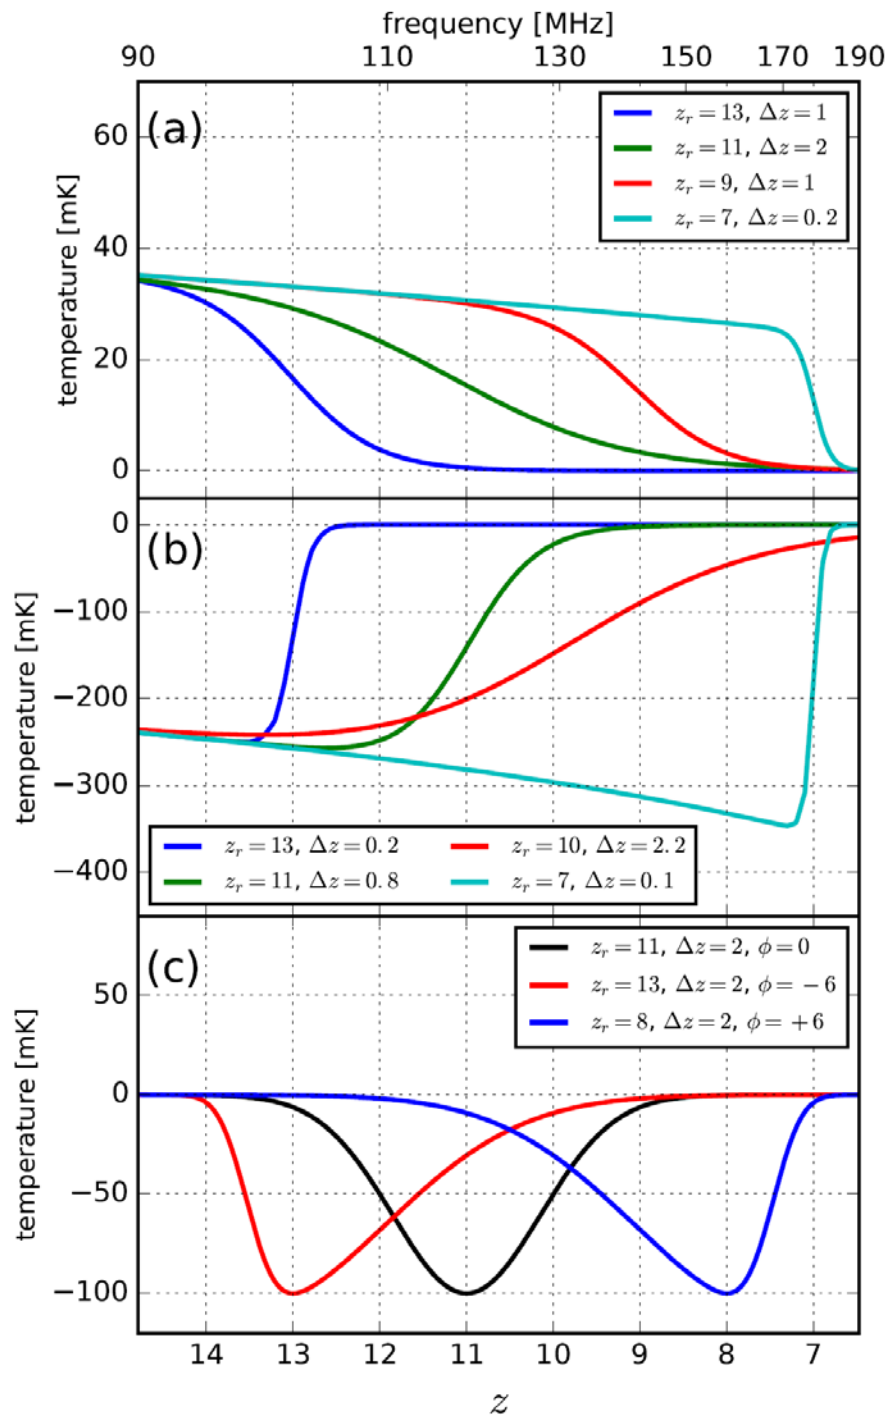 frequency [MHz]
90 110 130 150 170 190
(a)
z_r = 13, Δz = 1
z_r = 11, Δz = 2
z_r = 9, Δz = 1
z_r = 7, Δz = 0.2
temperature [mK]
60
40
20
0
(b)
0
−100
−200
−300
−400
temperature [mK]
z_r = 13, Δz = 0.2 z_r = 10, Δz = 2.2
z_r = 11, Δz = 0.8 z_r = 7, Δz = 0.1
(c)
z_r = 11, Δz = 2, ϕ = 0
z_r = 13, Δz = 2, ϕ = −6
z_r = 8, Δz = 2, ϕ = +6
temperature [mK]
50
0
−50
−100
14 13 12 11 10 9 8 7
z